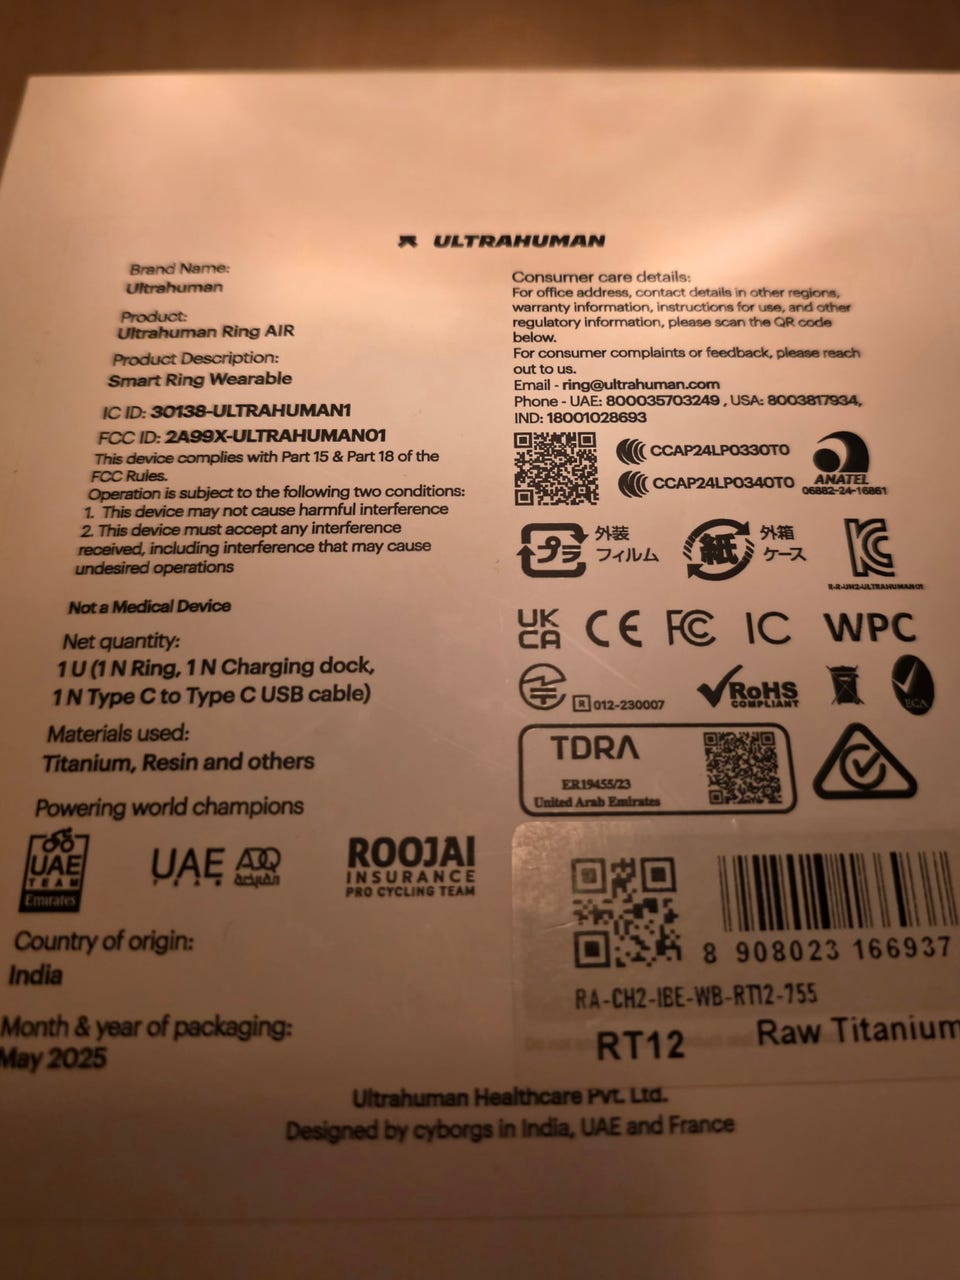 ULTRAHUMAN
Brand Name:
Ultrahuman
Product:
Ultrahuman Ring AIR
Product Description:
Smart Ring Wearable
IC ID: 30138-ULTRAHUMAN1
FCC ID: 2A99X-ULTRAHUMAN01
This device complies with Part 15 & Part 18 of the
FCC Rules.
Operation is subject to the following two conditions:
1. This device may not cause harmful interference
2. This device must accept any interference
received, including interference that may cause
undesired operations
Not a Medical Device
Net quantity:
1 U (1 N Ring, 1 N Charging dock,
1 N Type C to Type C USB cable)
Materials used:
Titanium, Resin and others
Powering world champions
UAE
TEAM
Emirates
UAE ADQ
TEAM
ROOJAI
INSURANCE
PRO CYCLING TEAM
Country of origin:
India
Month & year of packaging:
May 2025
Consumer care details:
For office address, contact details in other regions,
warranty information, instructions for use, and other
regulatory information, please scan the QR code
below.
For consumer complaints or feedback, please reach
out to us.
Email - ring@ultrahuman.com
Phone - UAE: 800035703249 , USA: 8003817934,
IND: 18001028693
CCAP24LP0330T0
CCAP24LP0340T0
ANATEL
06882-24-16861
プラ
外装
フィルム
紙
外箱
ケース
KC
R-R-UH2-ULTRAHUMAN01
UK
CA
CE
FC
IC
WPC
R 012-230007
RoHS
COMPLIANT
ECA
TDRA
ER19455/23
United Arab Emirates
8 908023 166937
RA-CH2-IBE-WB-RT12-755
RT12
Raw Titanium
Ultrahuman Healthcare Pvt. Ltd.
Designed by cyborgs in India, UAE and France